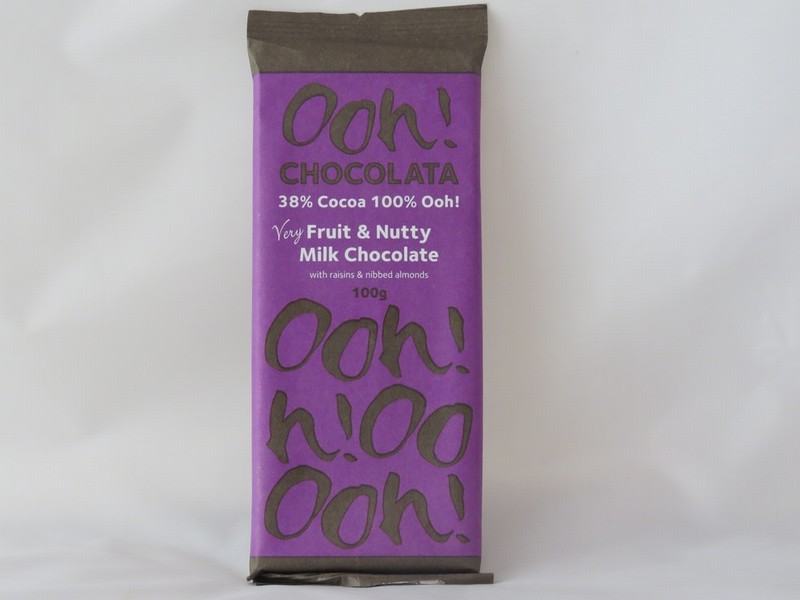 Ooh!
CHOCOLATA
38% Cocoa 100% Ooh!
Very Fruit & Nutty
Milk Chocolate
with raisins & nibbed almonds
100g
Ooh!
h!Oo
Ooh!